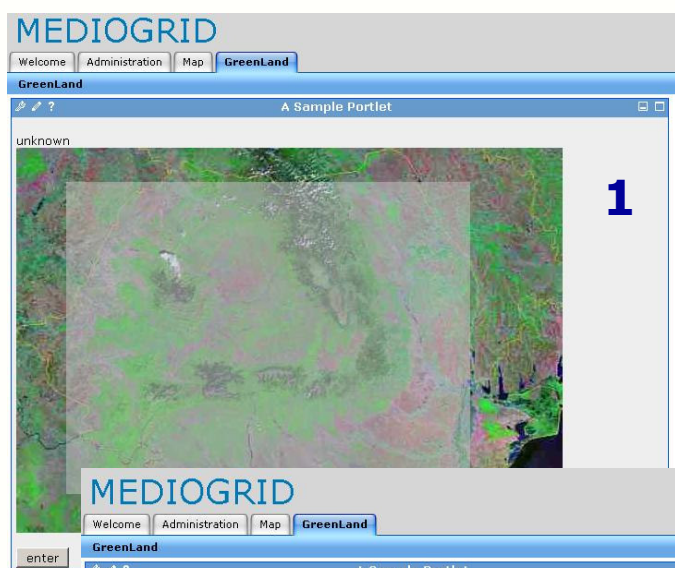 MEDIOGRID
Welcome Administration Map GreenLand
GreenLand
? A Sample Portlet
unknown
1
MEDIOGRID
Welcome Administration Map GreenLand
GreenLand
enter